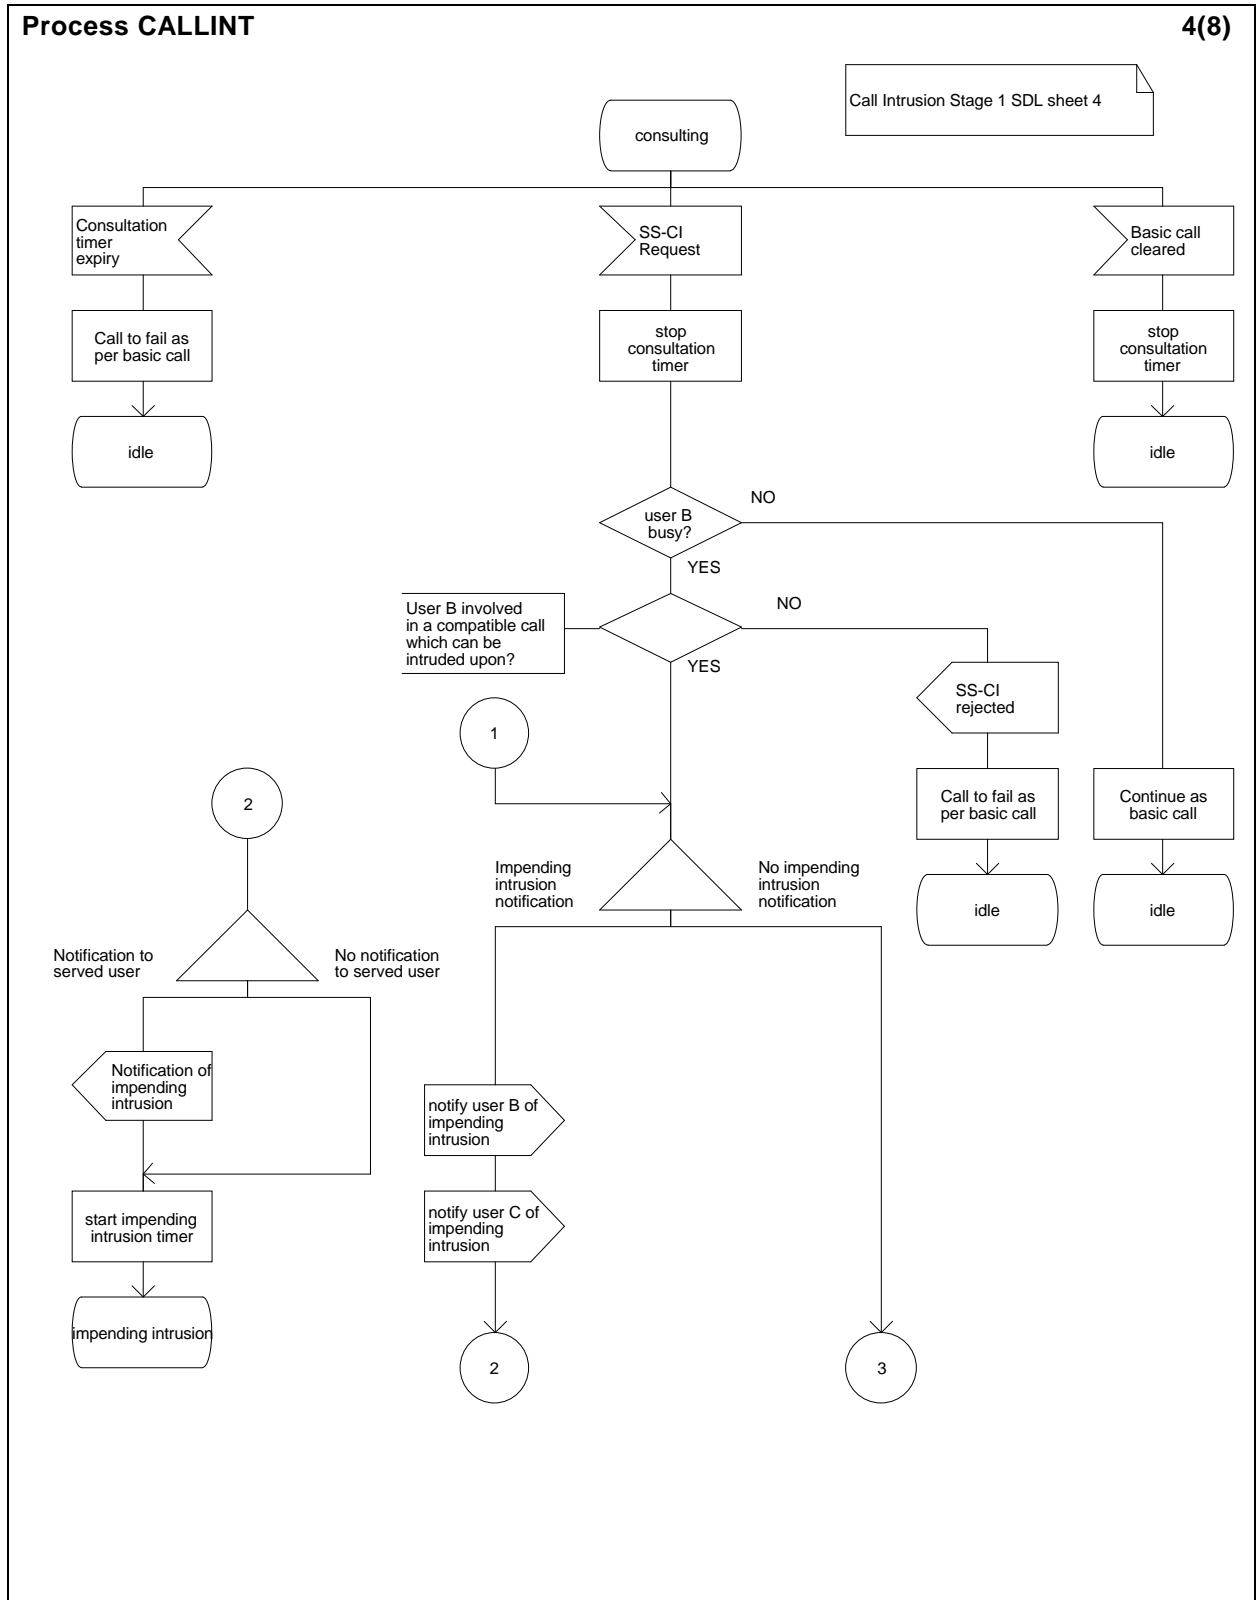 Process CALLINT
4(8)
Call Intrusion Stage 1 SDL sheet 4
consulting
Consultation
timer
expiry
SS-CI
Request
Basic call
cleared
Call to fail as
per basic call
stop
consultation
timer
stop
consultation
timer
idle
idle
user B
busy?
NO
YES
User B involved
in a compatible call
which can be
intruded upon?
NO
YES
SS-CI
rejected
1
2
Call to fail as
per basic call
Continue as
basic call
Impending
intrusion
notification
No impending
intrusion
notification
idle
idle
Notification to
served user
No notification
to served user
Notification of
impending
intrusion
notify user B of
impending
intrusion
start impending
intrusion timer
notify user C of
impending
intrusion
impending intrusion
2
3